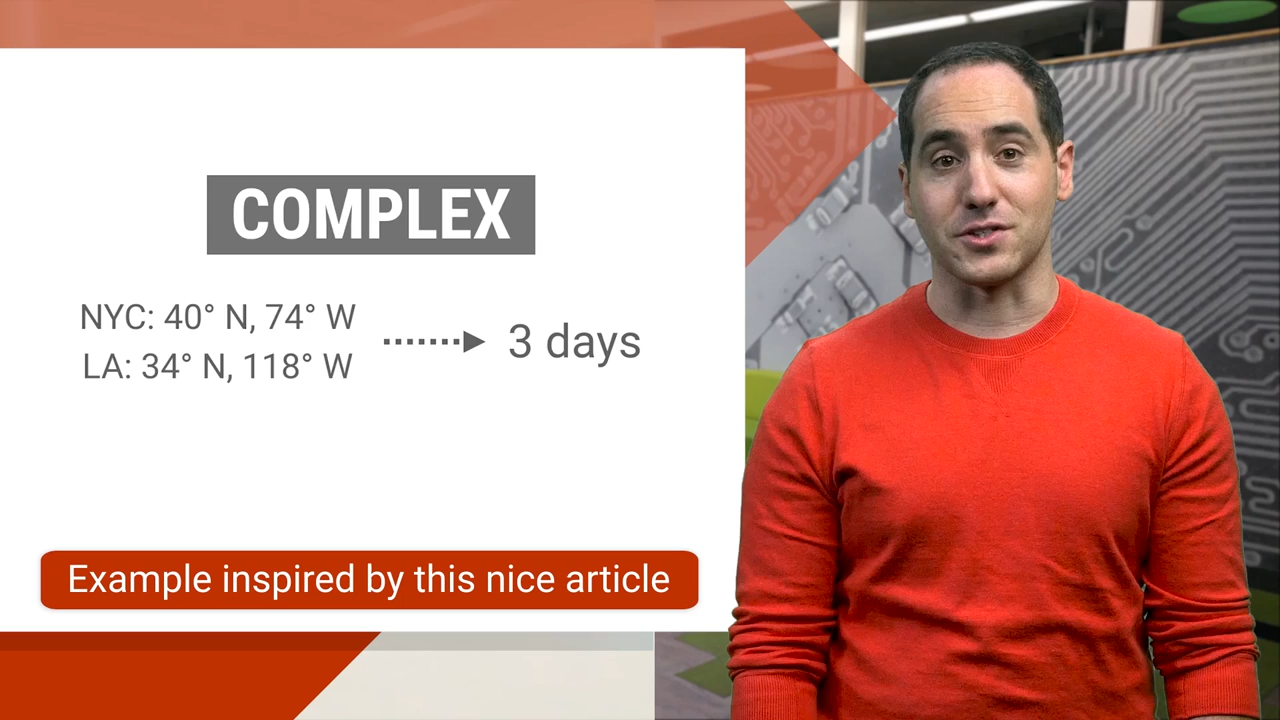 COMPLEX
NYC: 40° N, 74° W
LA: 34° N, 118° W
3 days
Example inspired by this nice article